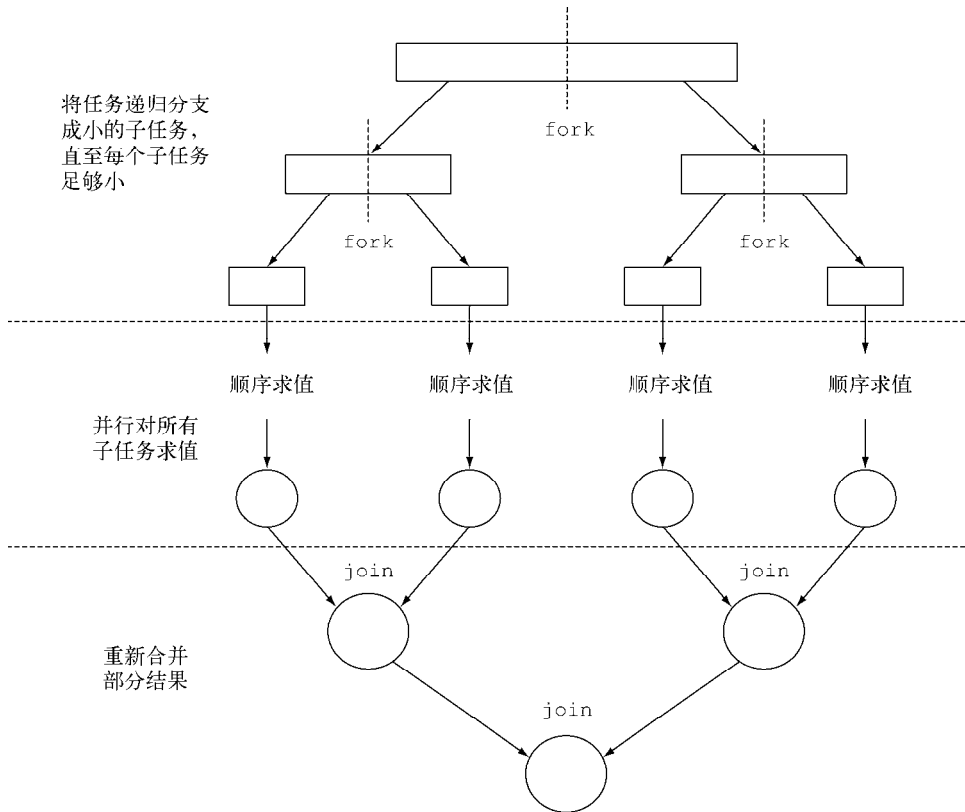 fork
将任务递归分支
成小的子任务，
直至每个子任务
足够小
fork
fork
顺序求值
顺序求值
顺序求值
顺序求值
并行对所有
子任务求值
join
join
重新合并
部分结果
join